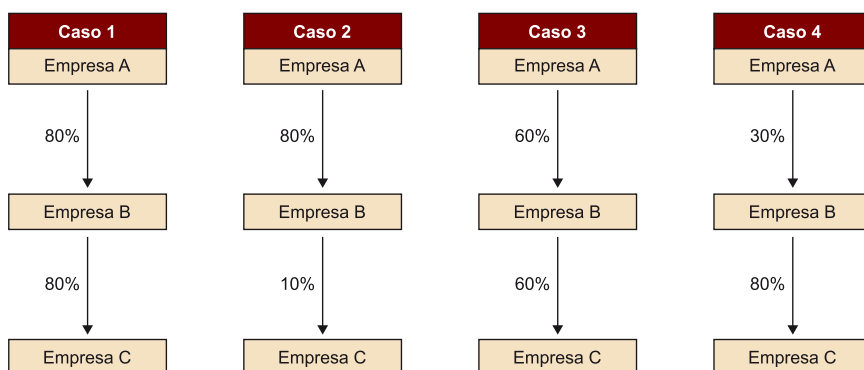 Caso 1
Empresa A
80%
Empresa B
80%
Empresa C
Caso 2
Empresa A
80%
Empresa B
10%
Empresa C
Caso 3
Empresa A
60%
Empresa B
60%
Empresa C
Caso 4
Empresa A
30%
Empresa B
80%
Empresa C